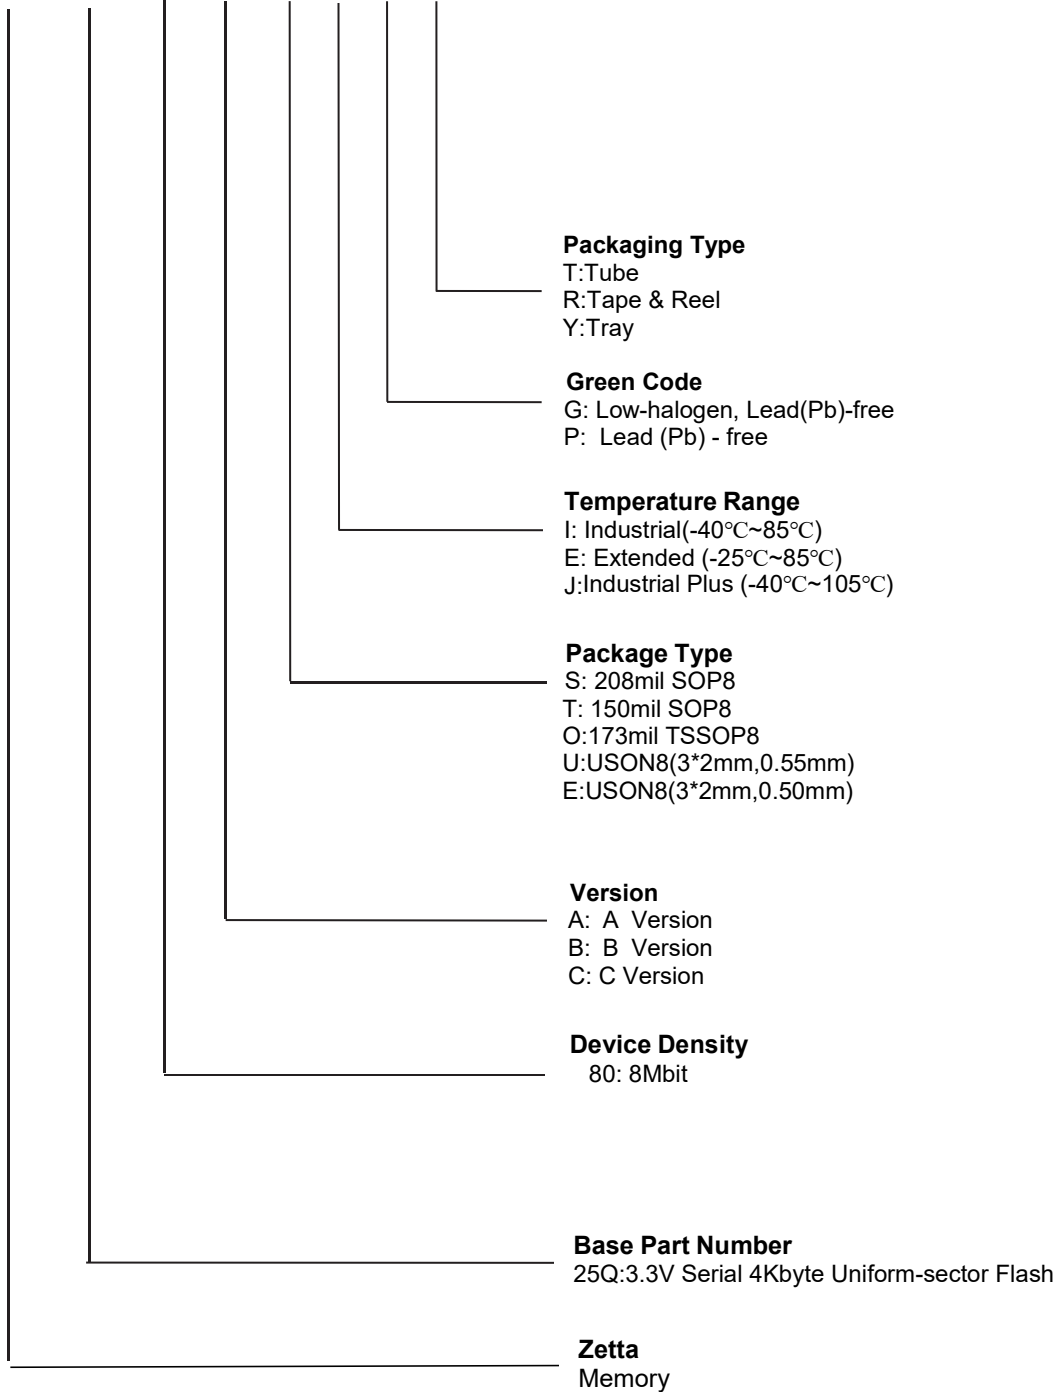 Packaging Type
T:Tube
R:Tape & Reel
Y:Tray
Green Code
G: Low-halogen, Lead(Pb)-free
P:  Lead (Pb) - free
Temperature Range
I: Industrial(-40℃~85℃)
E: Extended (-25℃~85℃)
J:Industrial Plus (-40℃~105℃)
Package Type
S: 208mil SOP8
T: 150mil SOP8
O:173mil TSSOP8
U:USON8(3*2mm,0.55mm)
E:USON8(3*2mm,0.50mm)
Version
A:  A  Version
B:  B  Version
C: C Version
Device Density
80: 8Mbit
Base Part Number
25Q:3.3V Serial 4Kbyte Uniform-sector Flash
Zetta
Memory